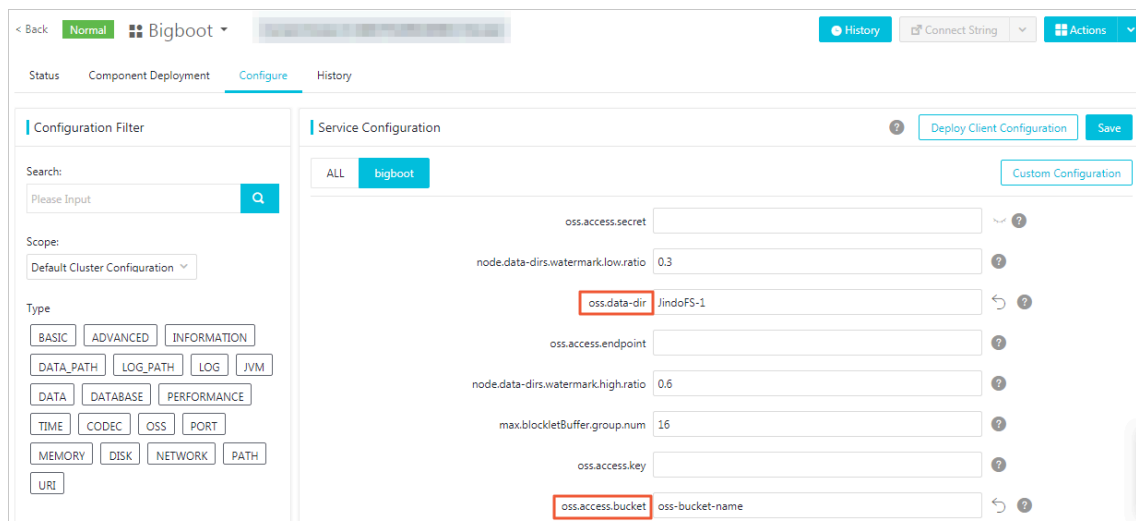 < Back Normal Bigboot History Connect String Actions
Status Component Deployment Configure History
Configuration Filter
Search:
Please Input
Scope:
Default Cluster Configuration
Type
BASIC ADVANCED INFORMATION
DATA_PATH LOG_PATH LOG JVM
DATA DATABASE PERFORMANCE
TIME CODEC OSS PORT
MEMORY DISK NETWORK PATH
URI
Service Configuration ? Deploy Client Configuration Save
ALL bigboot Custom Configuration
oss.access.secret ?
node.data-dirs.watermark.low.ratio 0.3 ?
oss.data-dir JindoFS-1 ?
oss.access.endpoint ?
node.data-dirs.watermark.high.ratio 0.6 ?
max.blockletBuffer.group.num 16 ?
oss.access.key ?
oss.access.bucket oss-bucket-name ?